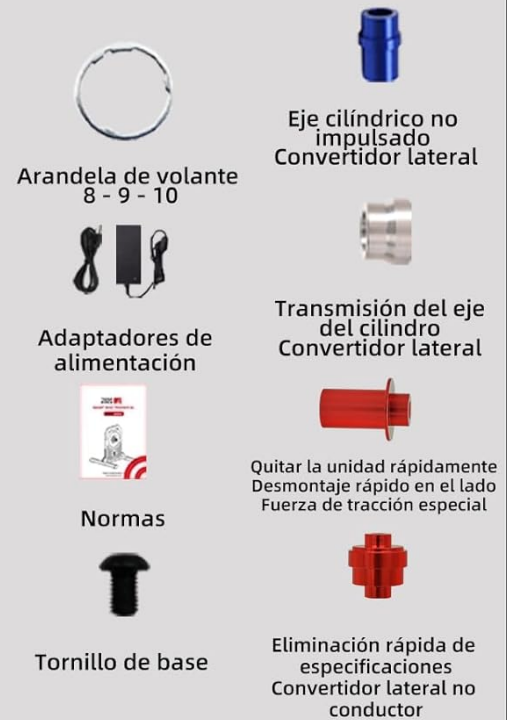 Arandela de volante
8 - 9 - 10
Adaptadores de
alimentación
Normas
Tornillo de base
Eje cilíndrico no
impulsado
Convertidor lateral
Transmisión del eje
del cilindro
Convertidor lateral
Quitar la unidad rápidamente
Desmontaje rápido en el lado
Fuerza de tracción especial
Eliminación rápida de
especificaciones
Convertidor lateral no
conductor